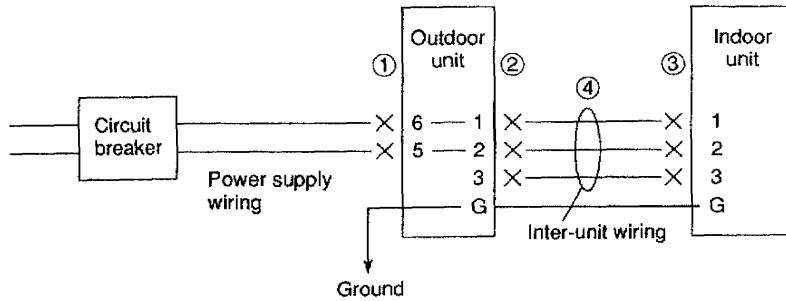 Outdoor
unit
Indoor
unit
① ② ③
④
Circuit
breaker
6 1 1
5 2 2
3 3
G G
Power supply
wiring
Inter-unit wiring
Ground